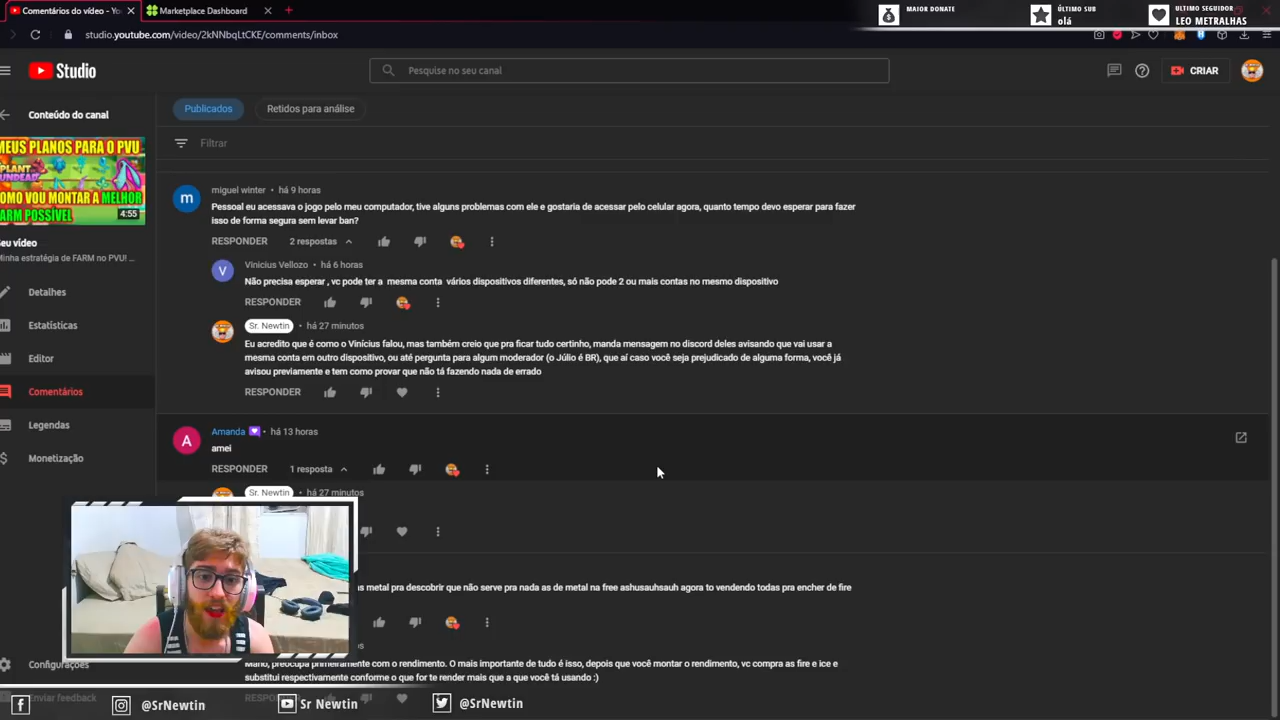 Comentários do vídeo - Yo
Marketplace Dashboard
MAIOR DONATE
ÚLTIMO SUB
olá
ULTIMO SEGUIDOR
LEO METRALHAS
studio.youtube.com/video/2kNNbqLtCKE/comments/inbox
Studio
Pesquise no seu canal
CRIAR
Conteúdo do canal
Publicados
Retidos para análise
Filtrar
MEUS PLANOS PARA O PVU
PLANT
UNDEAD
COMO VOU MONTAR A MELHOR
FARM POSSÍVEL
4:55
Seu vídeo
Minha estratégia de FARM no PVU!
Detalhes
Estatísticas
Editor
Comentários
Legendas
Monetização
Configurações
Enviar feedback
m
miguel winter • há 9 horas
Pessoal eu acessava o jogo pelo meu computador, tive alguns problemas com ele e gostaria de acessar pelo celular agora, quanto tempo devo esperar para fazer
isso de forma segura sem levar ban?
RESPONDER
2 respostas
V
Vinicius Vellozo • há 6 horas
Não precisa esperar , vc pode ter a mesma conta vários dispositivos diferentes, só não pode 2 ou mais contas no mesmo dispositivo
RESPONDER
Sr. Newtin • há 27 minutos
Eu acredito que é como o Vinícius falou, mas também creio que pra ficar tudo certinho, manda mensagem no discord deles avisando que vai usar a
mesma conta em outro dispositivo, ou até pergunta para algum moderador (o Júlio é BR), que aí caso você seja prejudicado de alguma forma, você já
avisou previamente e tem como provar que não tá fazendo nada de errado
RESPONDER
A
Amanda • há 13 horas
amei
RESPONDER
1 resposta
Sr. Newtin • há 27 minutos
metal pra descobrir que não serve pra nada as de metal na free ashusauhsauh agora to vendendo todas pra encher de fire
minutos
Mano, preocupa primeiramente com o rendimento. O mais importante de tudo é isso, depois que você montar o rendimento, vc compra as fire e ice e
substitui respectivamente conforme o que for te render mais que a que você tá usando :)
@SrNewtin
Sr Newtin
@SrNewtin